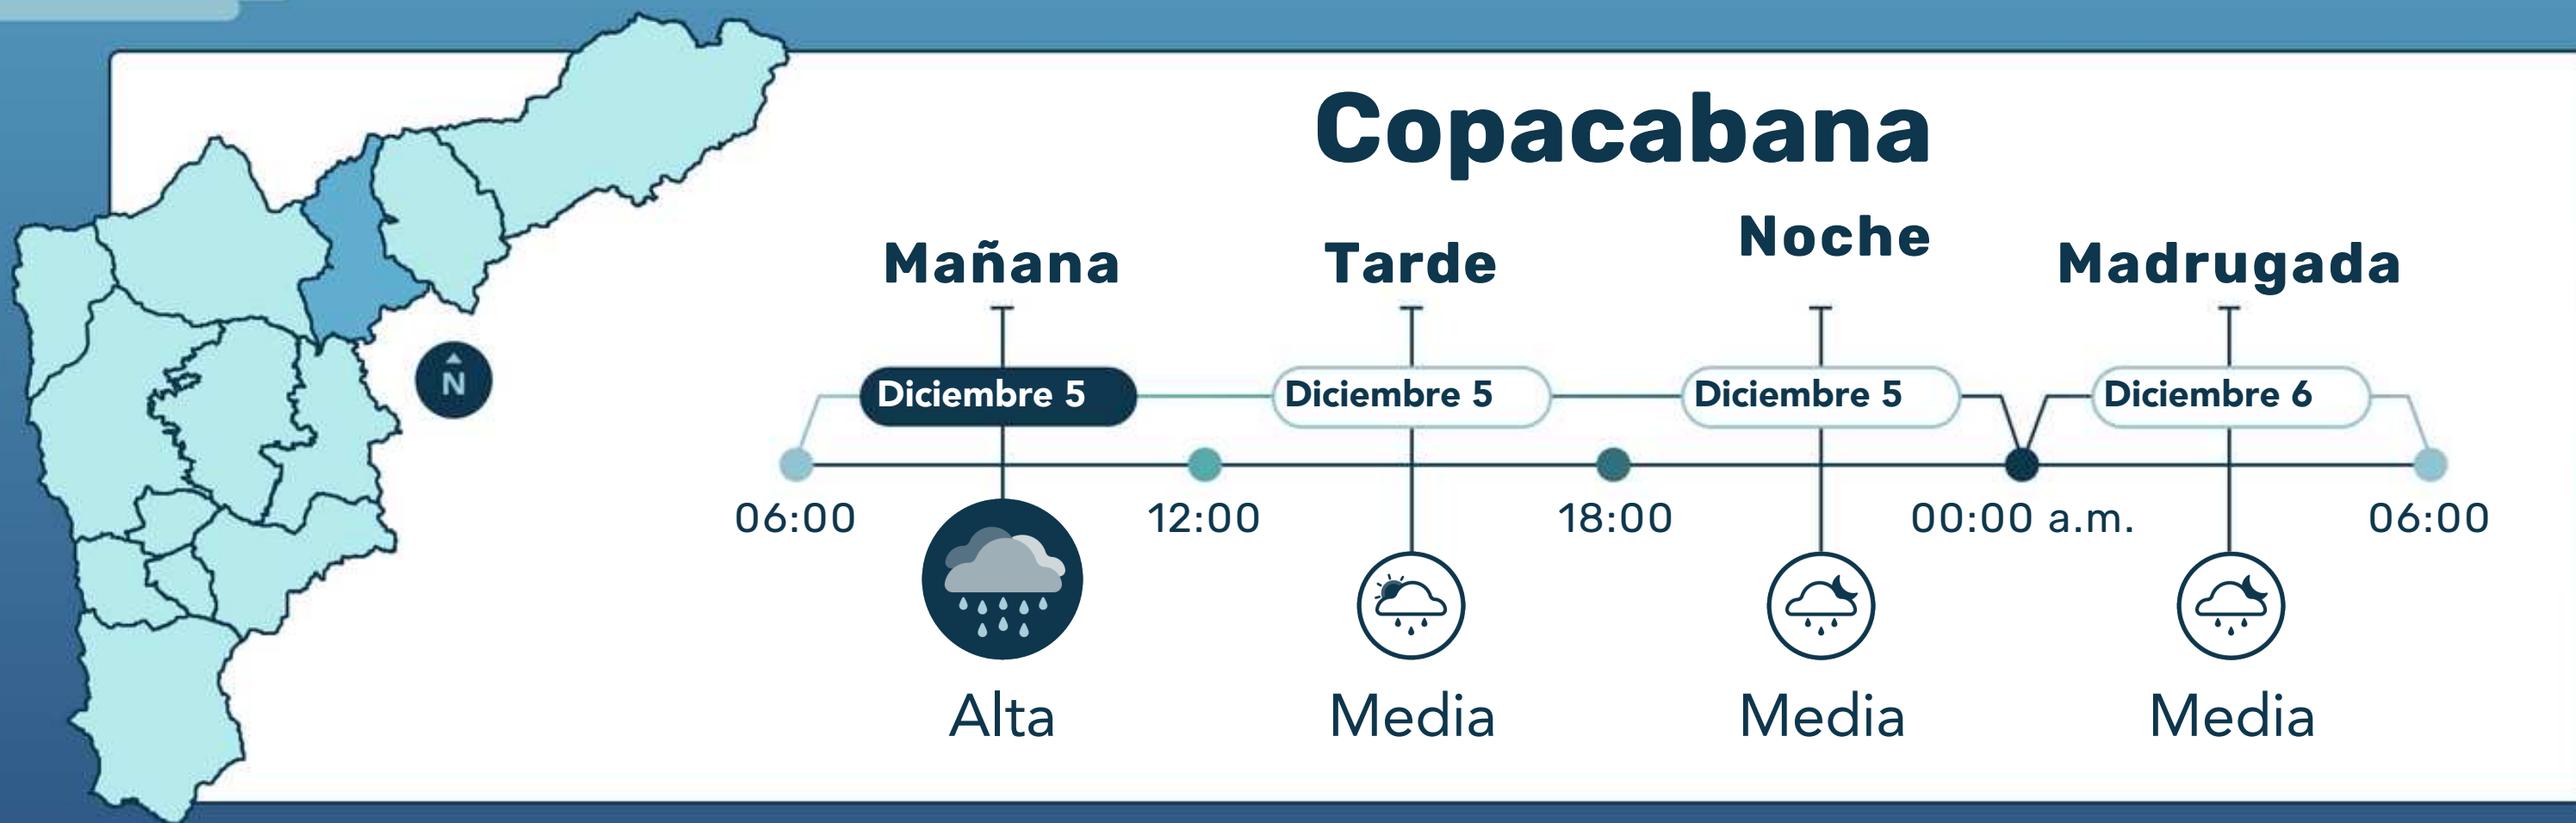 Copacabana
Mañana
Tarde
Noche
Madrugada
Diciembre 5
Diciembre 5
Diciembre 5
Diciembre 6
N
06:00
12:00
18:00
00:00 a.m.
06:00
Alta
Media
Media
Media